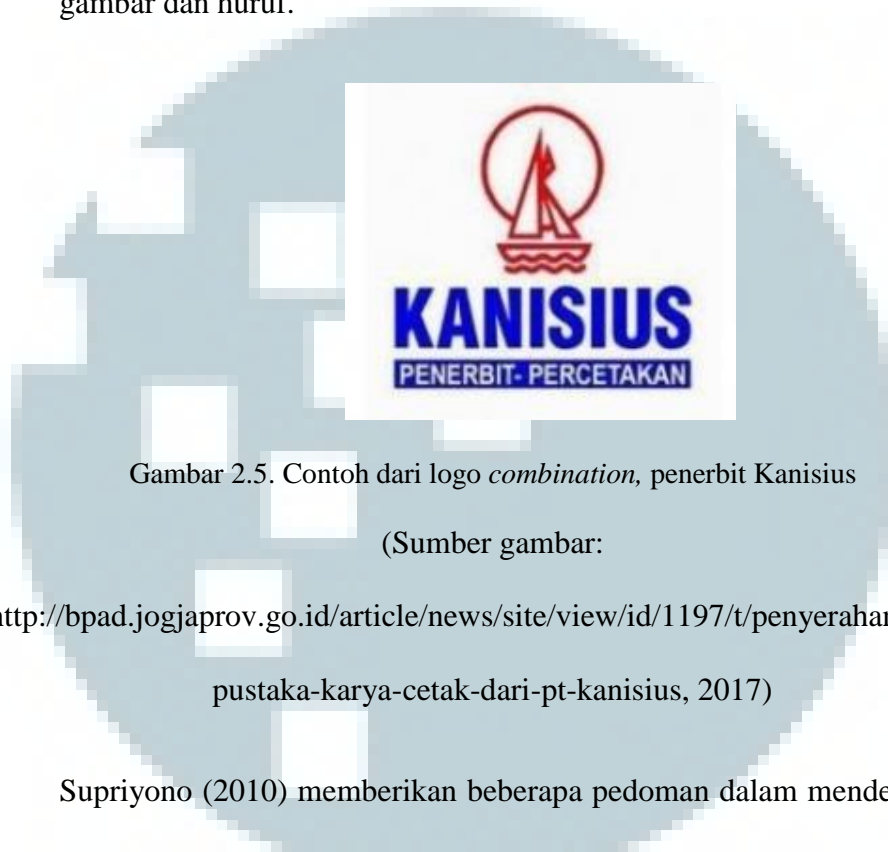 gambar dan huruf.
KANISIUS
PENERBIT- PERCETAKAN
Gambar 2.5. Contoh dari logo combination, penerbit Kanisius
(Sumber gambar:
http://bpad.jogjaprov.go.id/article/news/site/view/id/1197/t/penyerahan
pustaka-karya-cetak-dari-pt-kanisius, 2017)
Supriyono (2010) memberikan beberapa pedoman dalam